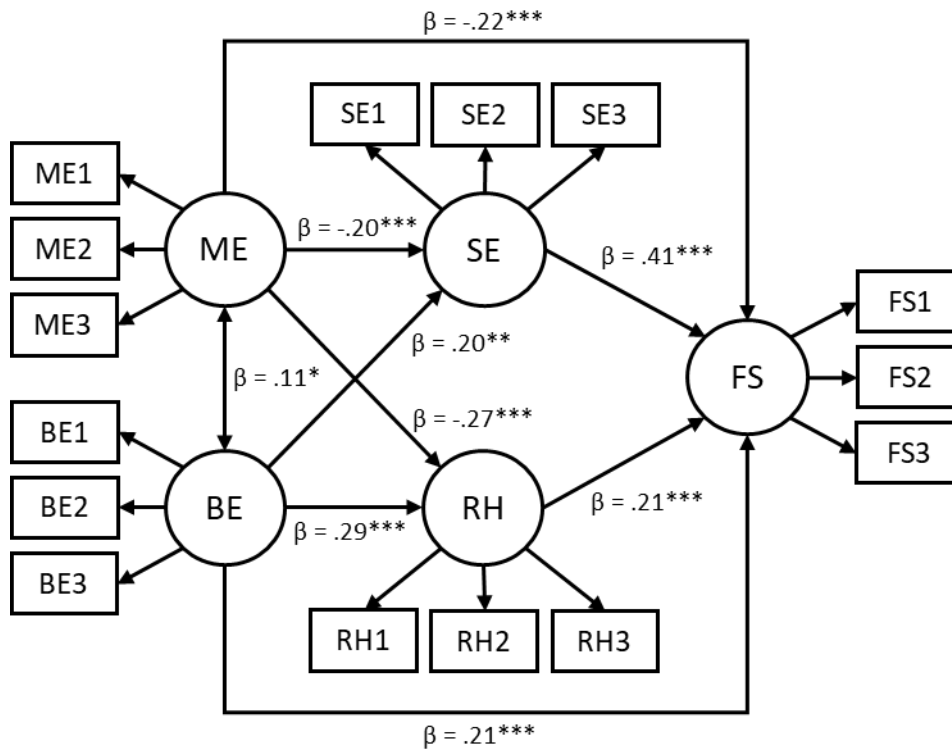 β = -.22***
SE1
SE2
SE3
ME1
ME2
ME3
ME
β = -.20***
SE
β = .41***
FS1
FS2
FS3
FS
β = .20**
β = .11*
β = -.27***
BE1
BE2
BE3
BE
β = .29***
RH
β = .21***
RH1
RH2
RH3
β = .21***